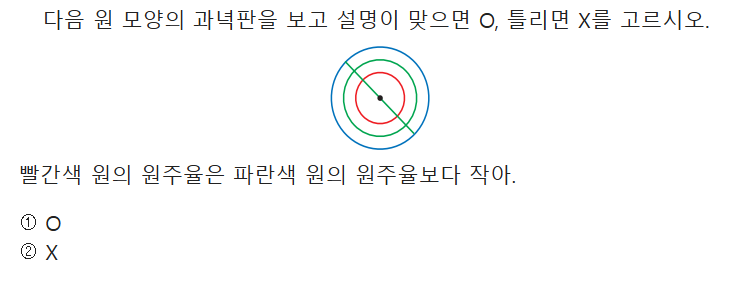 다음 원 모양의 과녁판을 보고 설명이 맞으면 O, 틀리면 X를 고르시오.
빨간색 원의 원주율은 파란색 원의 원주율보다 작아.
① O
② X